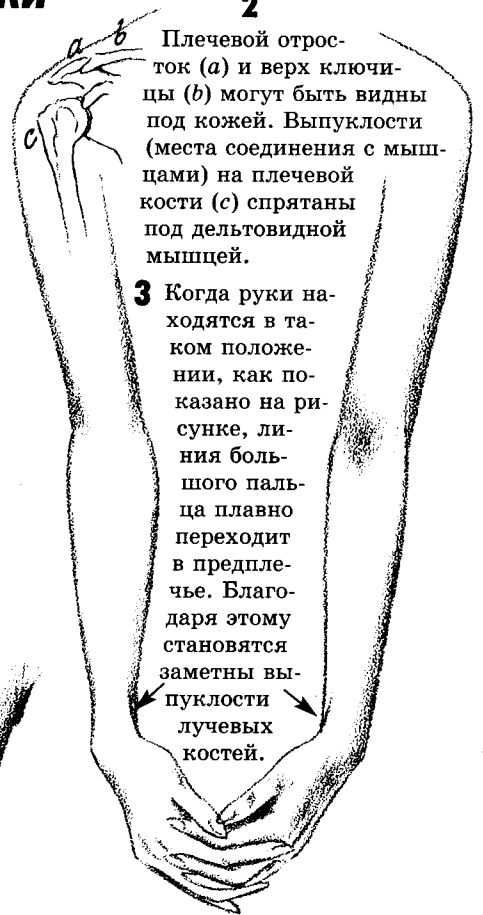 КИ
2
a b
Плечевой отрос-
ток (a) и верх ключи-
цы (b) могут быть видны
под кожей. Выпуклости
c
(места соединения с мыш-
цами) на плечевой
кости (c) спрятаны
под дельтовидной
мышцей.
3 Когда руки на-
ходятся в та-
ком положе-
нии, как по-
казано на ри-
сунке, ли-
ния боль-
шого паль-
ца плавно
переходит
в предпле-
чье. Благо-
даря этому
становятся
заметны вы-
пуклости
лучевых
костей.